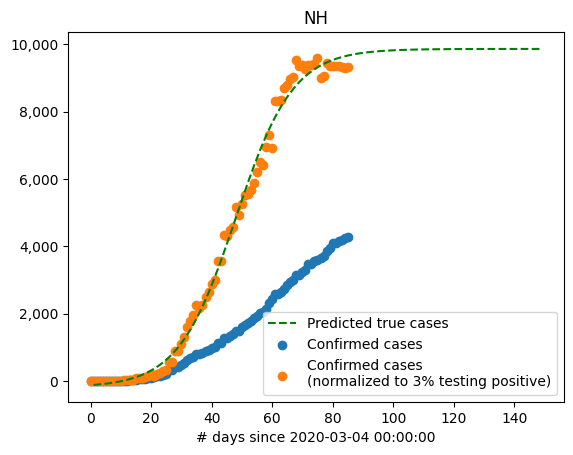 NH
10,000
8,000
6,000
4,000
2,000
0
0 20 40 60 80 100 120 140
# days since 2020-03-04 00:00:00
Predicted true cases
Confirmed cases
Confirmed cases
(normalized to 3% testing positive)